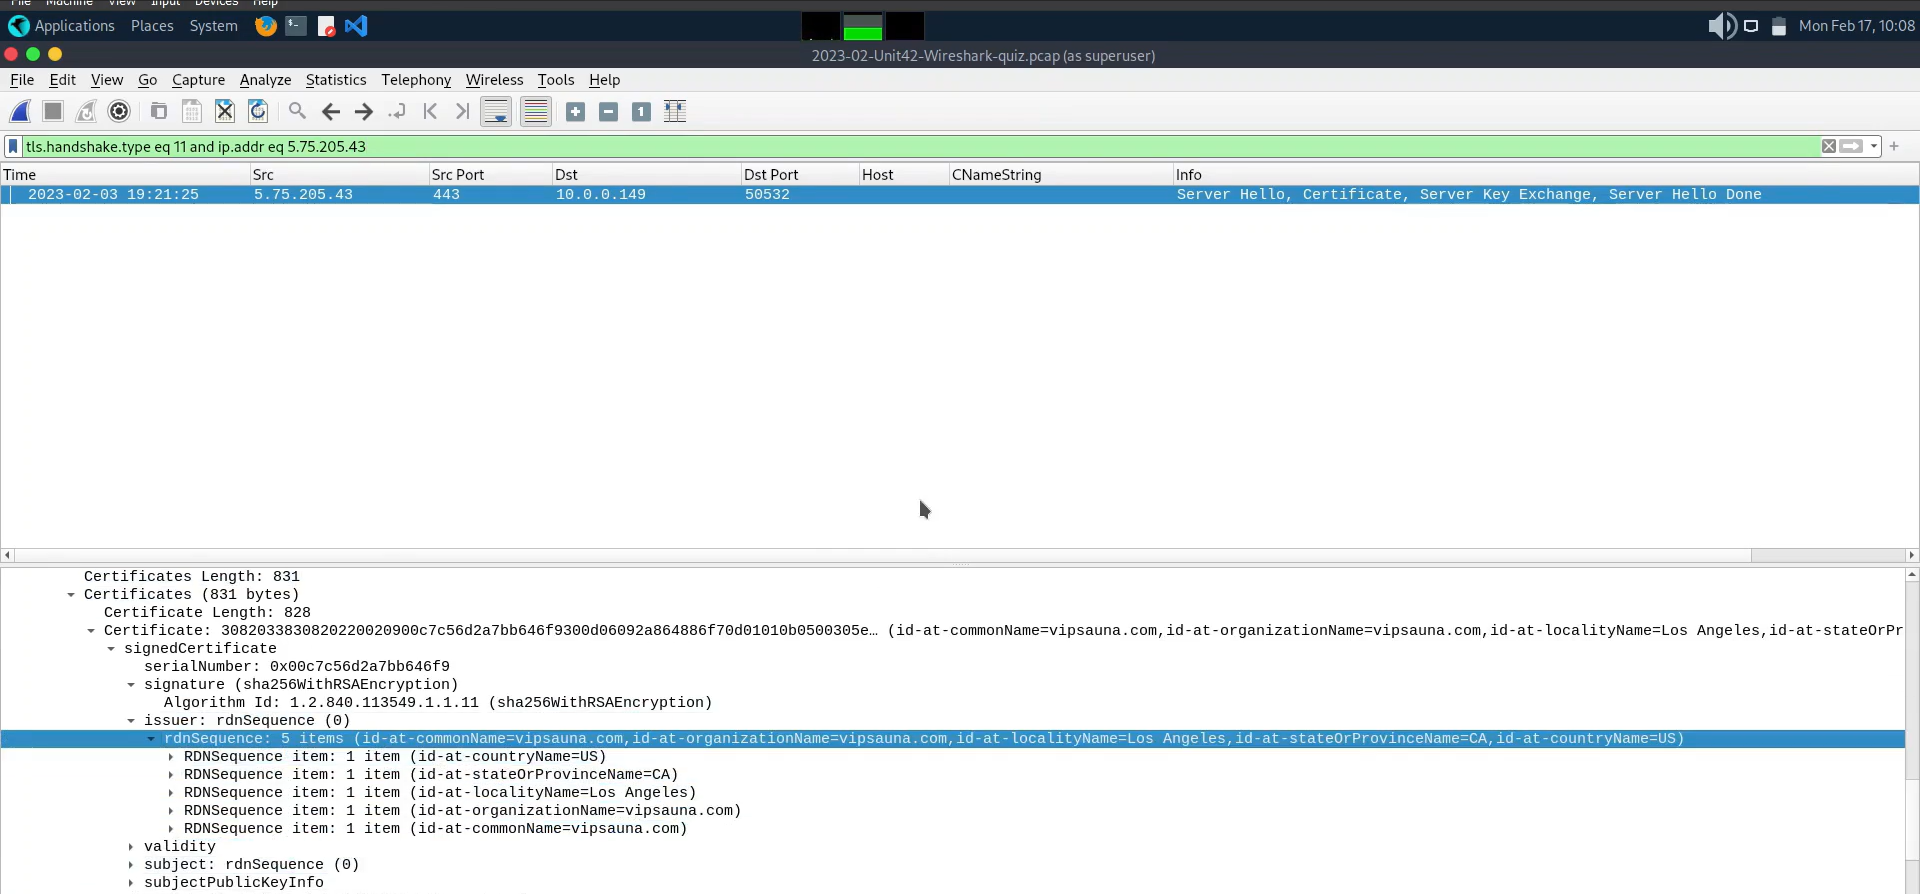 File Machine View Input Devices Help
Applications Places System Mon Feb 17, 10:08
2023-02-Unit42-Wireshark-quiz.pcap (as superuser)
File Edit View Go Capture Analyze Statistics Telephony Wireless Tools Help
tls.handshake.type eq 11 and ip.addr eq 5.75.205.43
Time Src Src Port Dst Dst Port Host CNameString Info
2023-02-03 19:21:25 5.75.205.43 443 10.0.0.149 50532 Server Hello, Certificate, Server Key Exchange, Server Hello Done
Certificates Length: 831
Certificates (831 bytes)
Certificate Length: 828
Certificate: 3082033830820220020900c7c56d2a7bb646f9300d06092a864886f70d01010b0500305e… (id-at-commonName=vipsauna.com,id-at-organizationName=vipsauna.com,id-at-localityName=Los Angeles,id-at-stateOrPr
signedCertificate
serialNumber: 0x00c7c56d2a7bb646f9
signature (sha256WithRSAEncryption)
Algorithm Id: 1.2.840.113549.1.1.11 (sha256WithRSAEncryption)
issuer: rdnSequence (0)
rdnSequence: 5 items (id-at-commonName=vipsauna.com,id-at-organizationName=vipsauna.com,id-at-localityName=Los Angeles,id-at-stateOrProvinceName=CA,id-at-countryName=US)
RDNSequence item: 1 item (id-at-countryName=US)
RDNSequence item: 1 item (id-at-stateOrProvinceName=CA)
RDNSequence item: 1 item (id-at-localityName=Los Angeles)
RDNSequence item: 1 item (id-at-organizationName=vipsauna.com)
RDNSequence item: 1 item (id-at-commonName=vipsauna.com)
validity
subject: rdnSequence (0)
subjectPublicKeyInfo